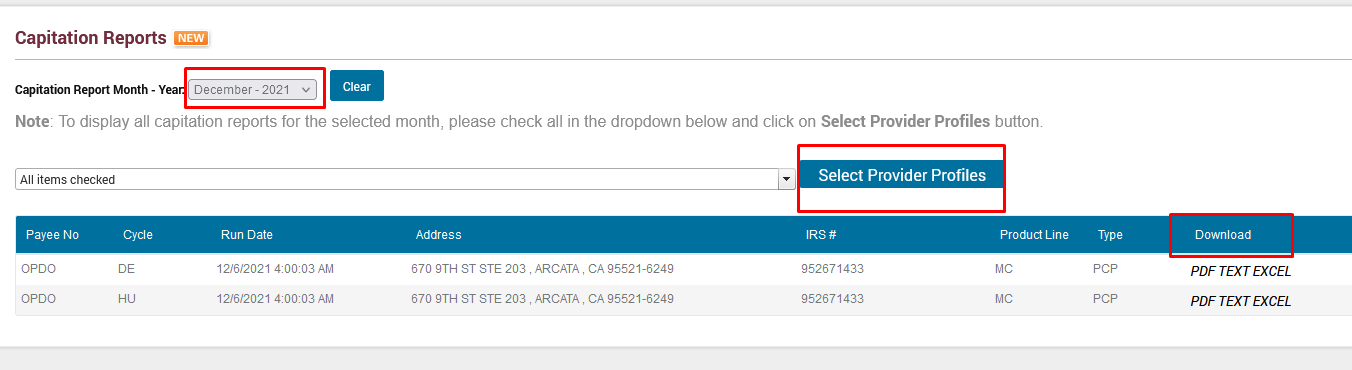 Capitation Reports NEW
Capitation Report Month - Year: December - 2021 Clear
Note: To display all capitation reports for the selected month, please check all in the dropdown below and click on Select Provider Profiles button.
All items checked Select Provider Profiles
Payee No Cycle Run Date Address IRS # Product Line Type Download
OPDO DE 12/6/2021 4:00:03 AM 670 9TH ST STE 203 , ARCATA , CA 95521-6249 952671433 MC PCP PDF TEXT EXCEL
OPDO HU 12/6/2021 4:00:03 AM 670 9TH ST STE 203 , ARCATA , CA 95521-6249 952671433 MC PCP PDF TEXT EXCEL